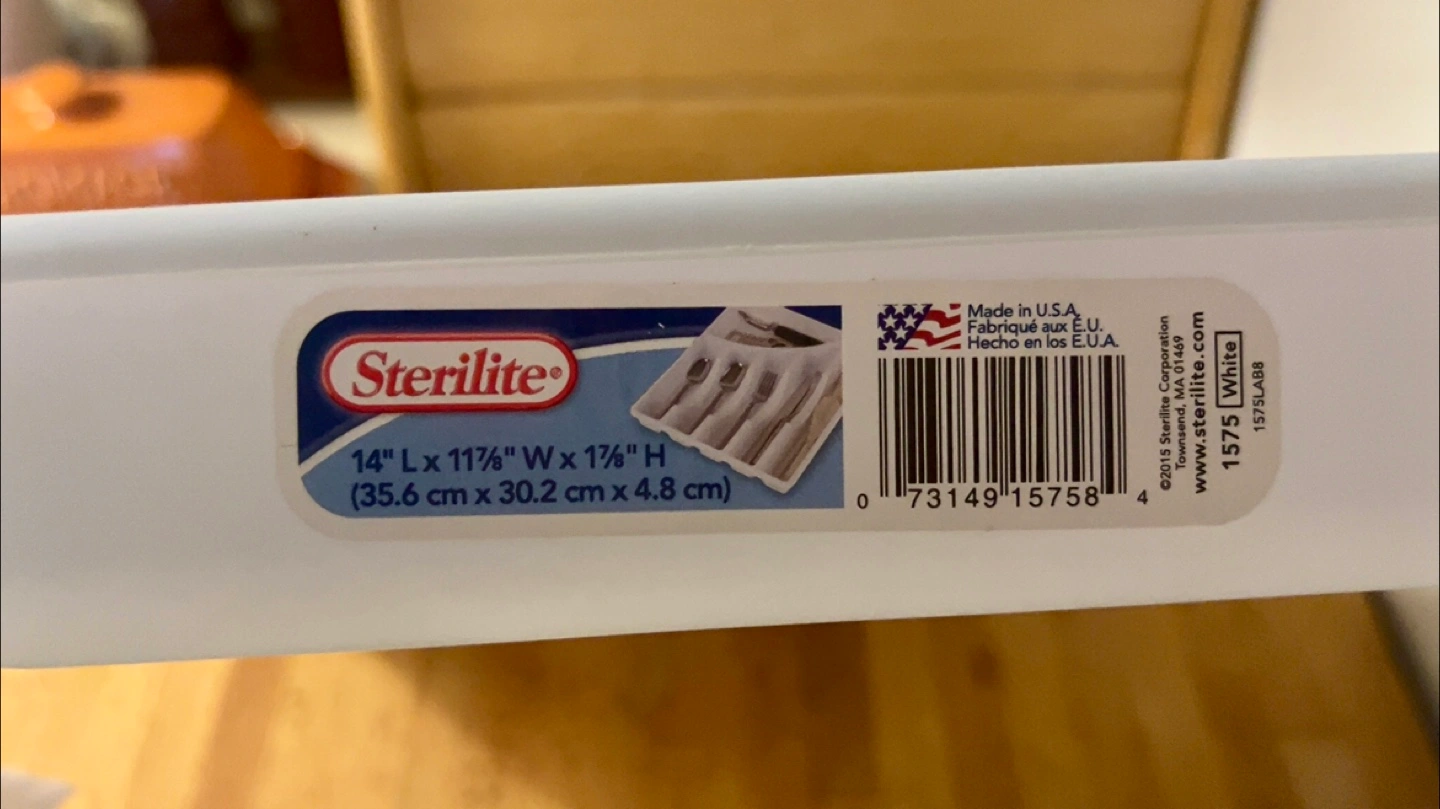 Sterilite®
14" L x 11⅞" W x 1⅞" H
(35.6 cm x 30.2 cm x 4.8 cm)
Made in U.S.A.
Fabriqué aux É.U.
Hecho en los E.U.A.
0 73149 15758 4
©2015 Sterilite Corporation
Townsend, MA 01469
www.sterilite.com
1575 White
1575LAB8